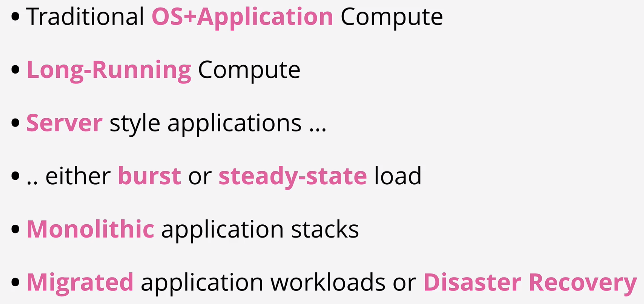 • Traditional OS+Application Compute
• Long-Running Compute
• Server style applications ...
• .. either burst or steady-state load
• Monolithic application stacks
• Migrated application workloads or Disaster Recovery